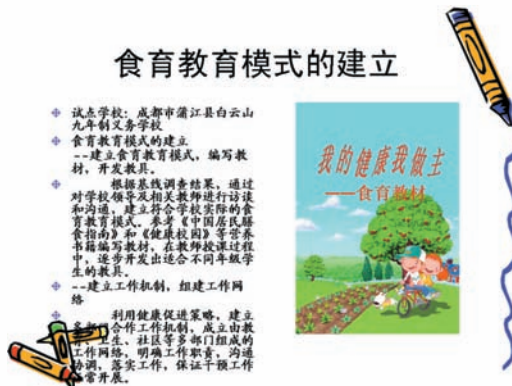 食育教育模式的建立
试点学校：成都市蒲江县白云山
九年制义务学校
食育教育模式的建立
--建立食育教育模式，编写教
材，开发教具。
根据基线调查结果，通过
对学校领导及相关教师进行访谈
和沟通，建立符合学校实际的食
育教育模式。参考《中国居民膳
食指南》和《健康校园》等营养
书籍编写教材，在教师授课过程
中，逐步开发出适合不同年级学
生的教具。
--建立工作机制，组建工作网
络
利用健康促进策略，建立
多部门合作工作机制，成立由教
卫生、社区等多部门组成的
工作网络，明确工作职责，沟通
协调，落实工作，保证干预工作
常开展。
我的健康我做主
——食育教材